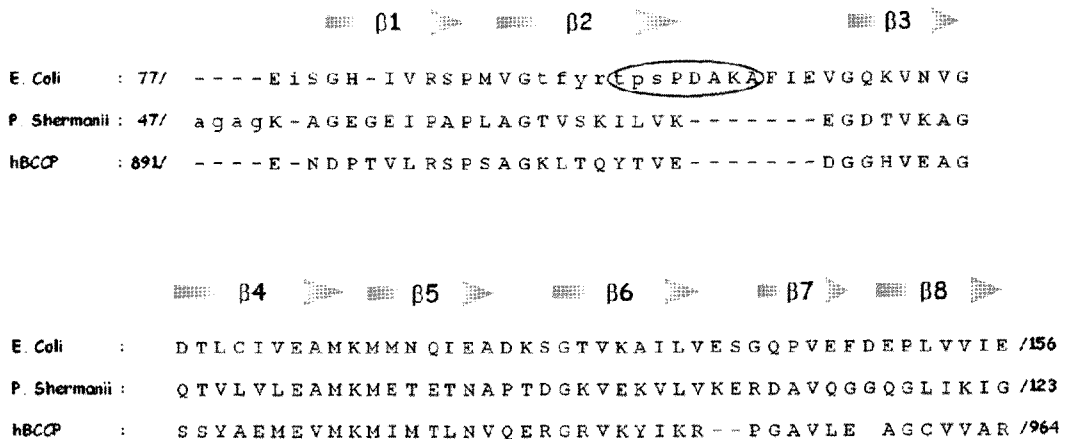 β1 β2 β3
E. Coli : 77/ ----EiSGH-IVRSPMVGtfyrtpsPDAKAFIEVGQKVNVG
P. Shermanii : 47/ agagK-AGEGEIPAPLAGTVSKILVK-------EGDTVKAG
hBCCP : 891/ ----E-NDPTVLRSPSAGKLTQYTVE-------DGGHVEAG
β4 β5 β6 β7 β8
E. Coli : DTLCIVEAMKMMNQIEADKSGTVKAILVESGQPVEFDEPLVVIE /156
P. Shermanii : QTVLVLEAMKMETETNAPTDGKVEKVLVKERDAVQGGQGLIKIG /123
hBCCP : SSYAEMEVMKMIMTLNVQERGRVKYIKR--PGAVLE AGCVVAR /964